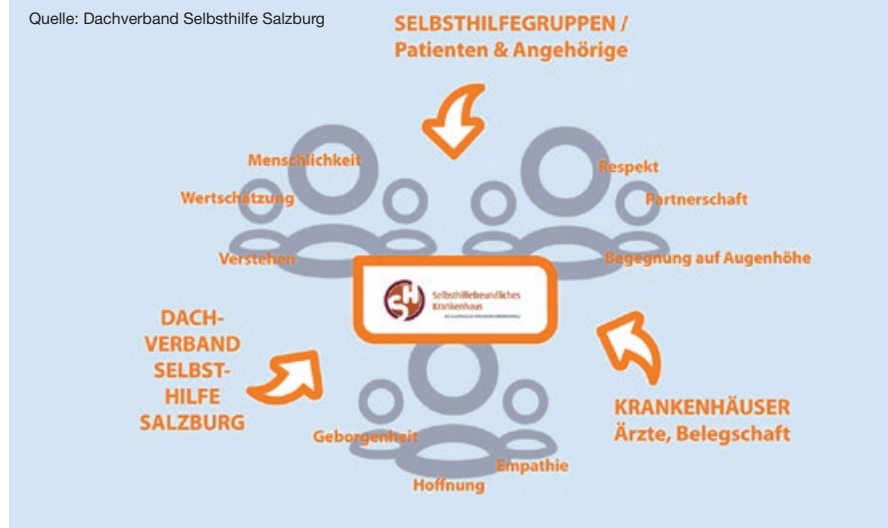 Quelle: Dachverband Selbsthilfe Salzburg
SELBSTHILFEGRUPPEN /
Patienten & Angehörige
Menschlichkeit
Respekt
Wertschätzung
Partnerschaft
Verstehen
Begegnung auf Augenhöhe
SH
Selbsthilfefreundliches
Krankenhaus
DACH-
VERBAND
SELBST-
HILFE
SALZBURG
KRANKENHÄUSER
Ärzte, Belegschaft
Geborgenheit
Empathie
Hoffnung